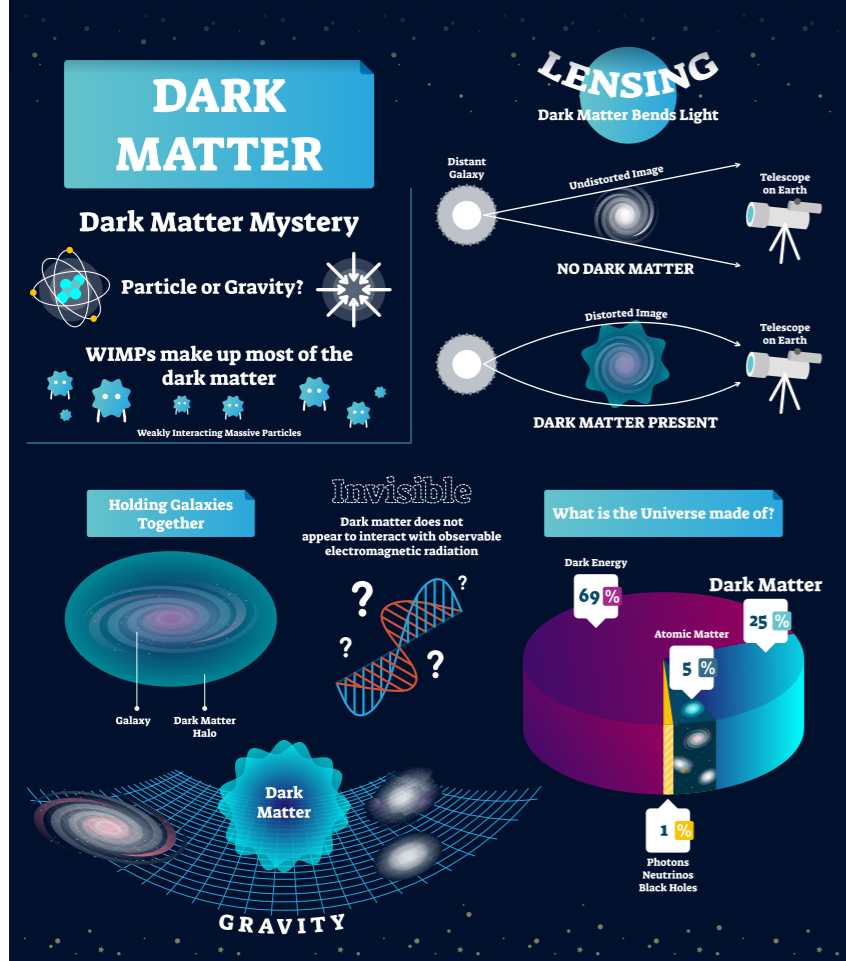 DARK
MATTER
Dark Matter Mystery
Particle or Gravity?
WIMPs make up most of the
dark matter
Weakly Interacting Massive Particles
LENSING
Dark Matter Bends Light
Distant
Galaxy
Undistorted Image
Telescope
on Earth
NO DARK MATTER
Distorted Image
Telescope
on Earth
DARK MATTER PRESENT
Holding Galaxies
Together
Galaxy
Dark Matter
Halo
Invisible
Dark matter does not
appear to interact with observable
electromagnetic radiation
?
?
?
?
What is the Universe made of?
Dark Energy
69 %
Dark Matter
25 %
Atomic Matter
5 %
1 %
Photons
Neutrinos
Black Holes
Dark
Matter
GRAVITY